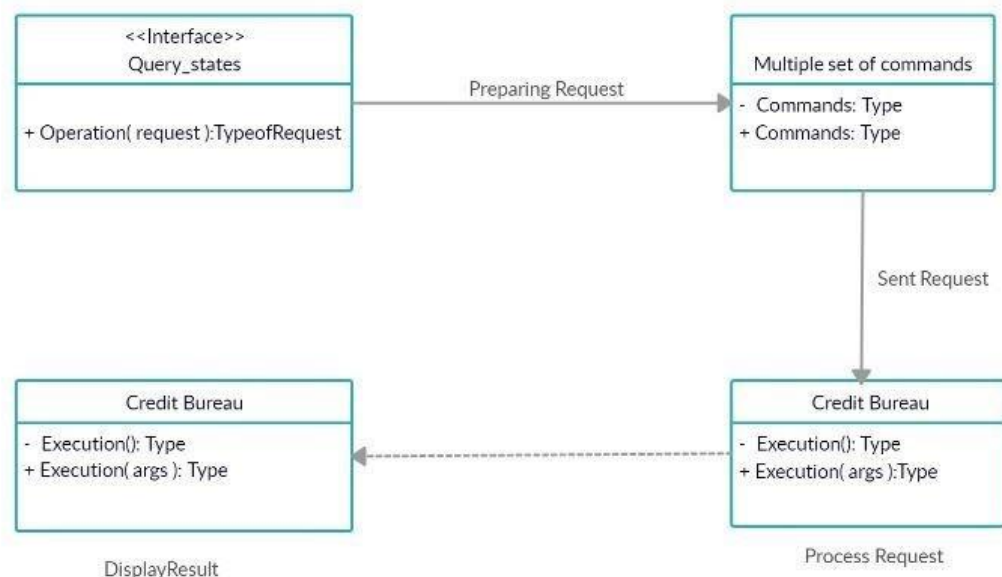 <<Interface>>
Query_states
+ Operation( request ):TypeofRequest
Preparing Request
Multiple set of commands
- Commands: Type
+ Commands: Type
Sent Request
Credit Bureau
- Execution(): Type
+ Execution( args ): Type
DisplayResult
Credit Bureau
- Execution(): Type
+ Execution( args ):Type
Process Request